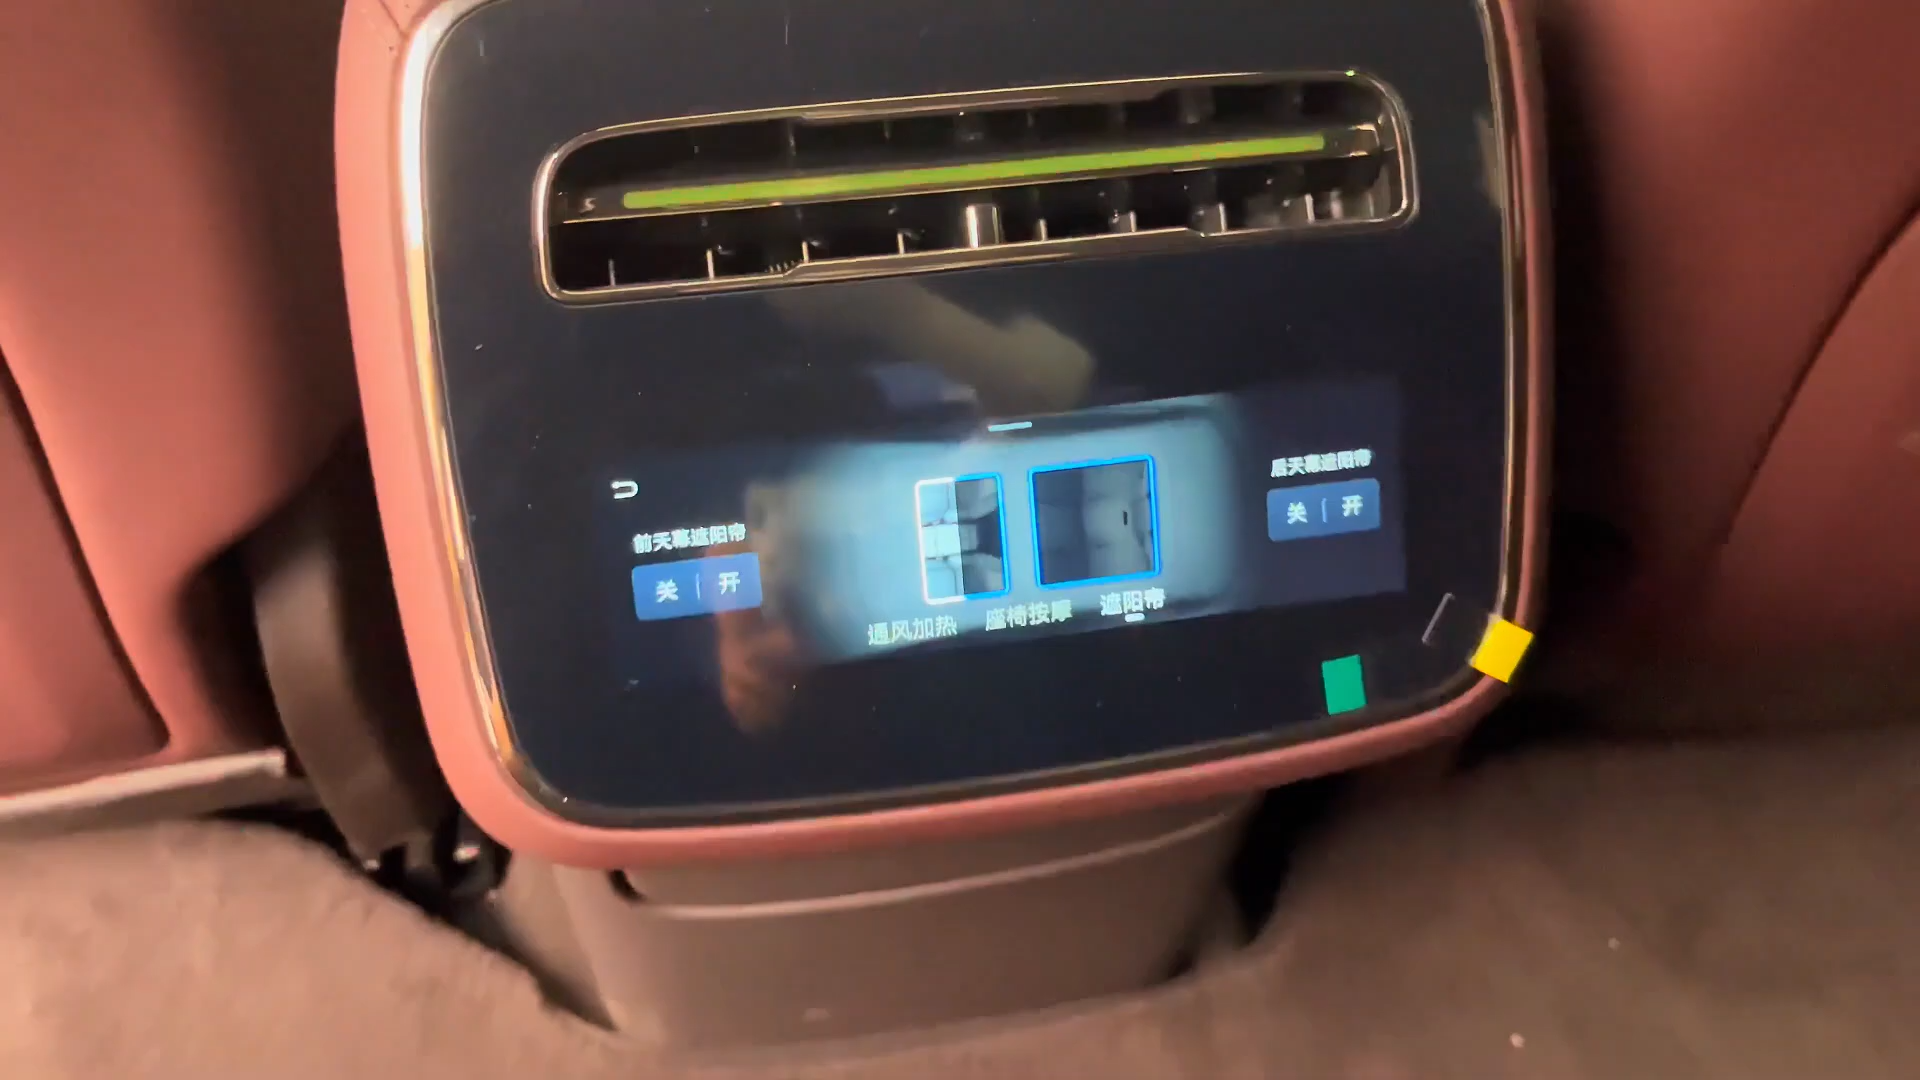 前天幕遮阳帘
关 | 开
后天幕遮阳帘
关 | 开
通风加热 座椅按摩 遮阳帘